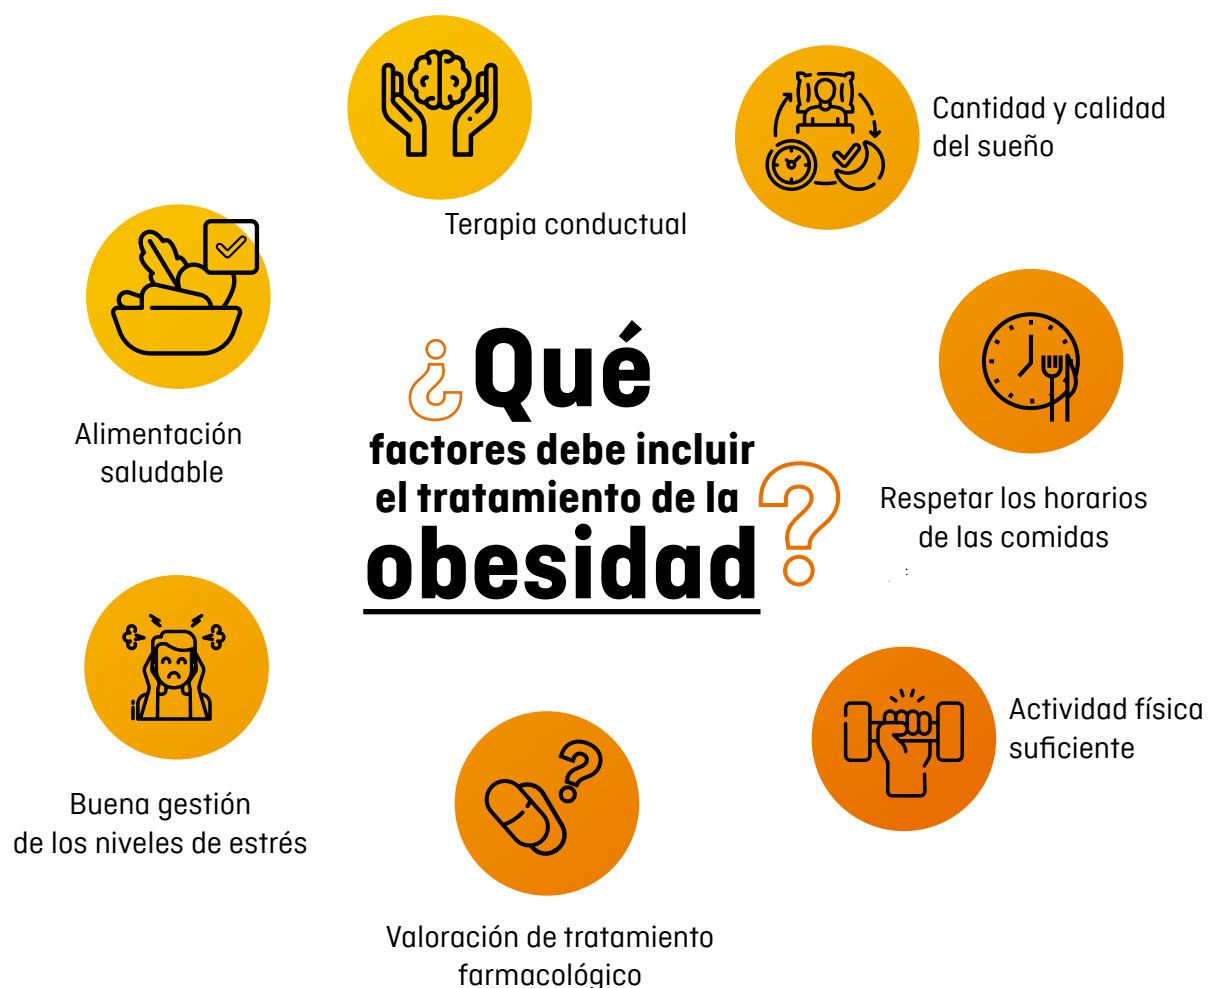 ¿Qué
factores debe incluir
el tratamiento de la
obesidad?
Terapia conductual
Cantidad y calidad
del sueño
Respetar los horarios
de las comidas
Actividad física
suficiente
Valoración de tratamiento
farmacológico
Buena gestión
de los niveles de estrés
Alimentación
saludable